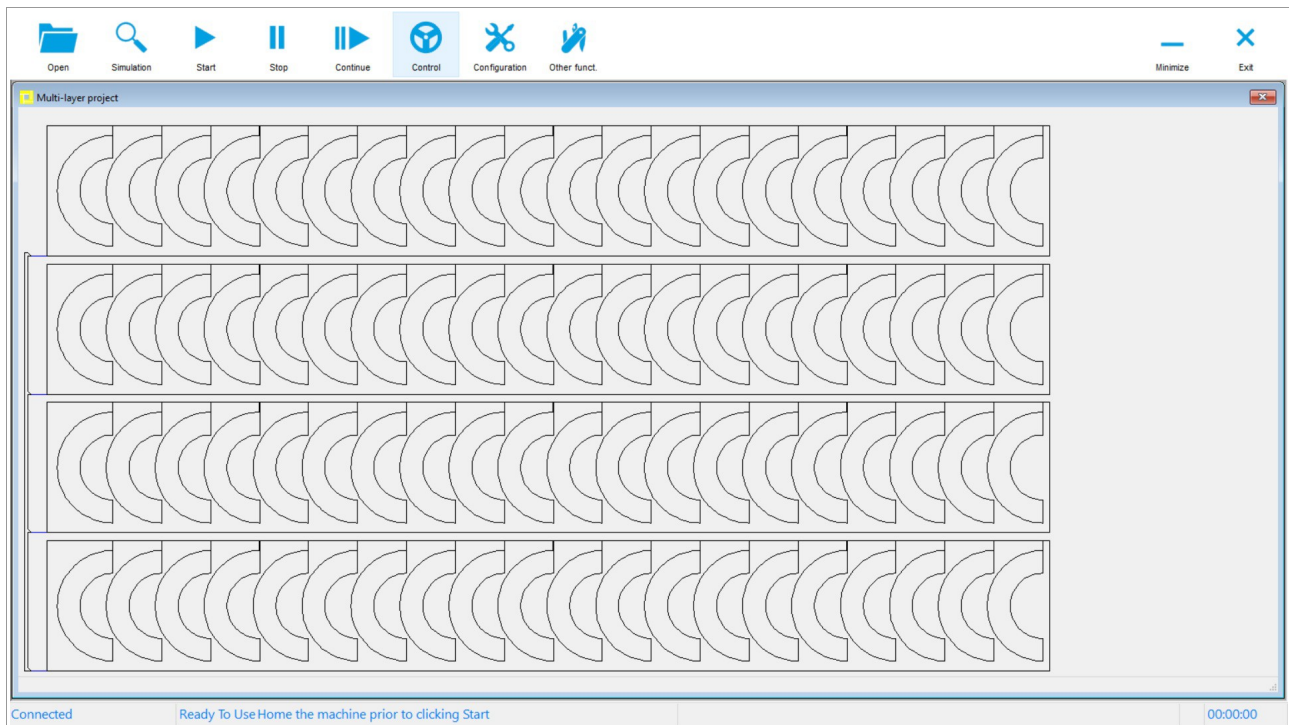 Open Simulation Start Stop Continue Control Configuration Other funct. Minimize Exit
Multi-layer project
Connected Ready To Use Home the machine prior to clicking Start 00:00:00